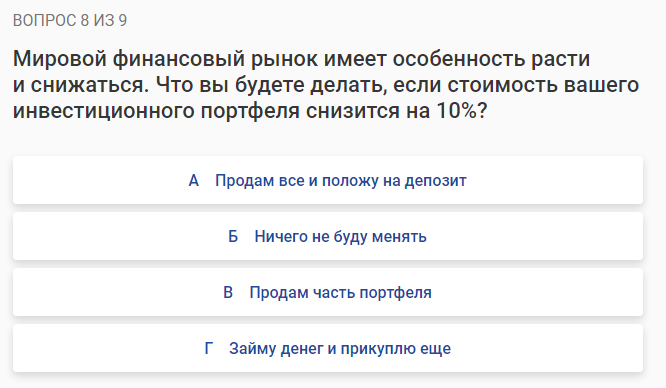 ВОПРОС 8 ИЗ 9
Мировой финансовый рынок имеет особенность расти
и снижаться. Что вы будете делать, если стоимость вашего
инвестиционного портфеля снизится на 10%?
А Продам все и положу на депозит
Б Ничего не буду менять
В Продам часть портфеля
Г Займу денег и прикуплю еще